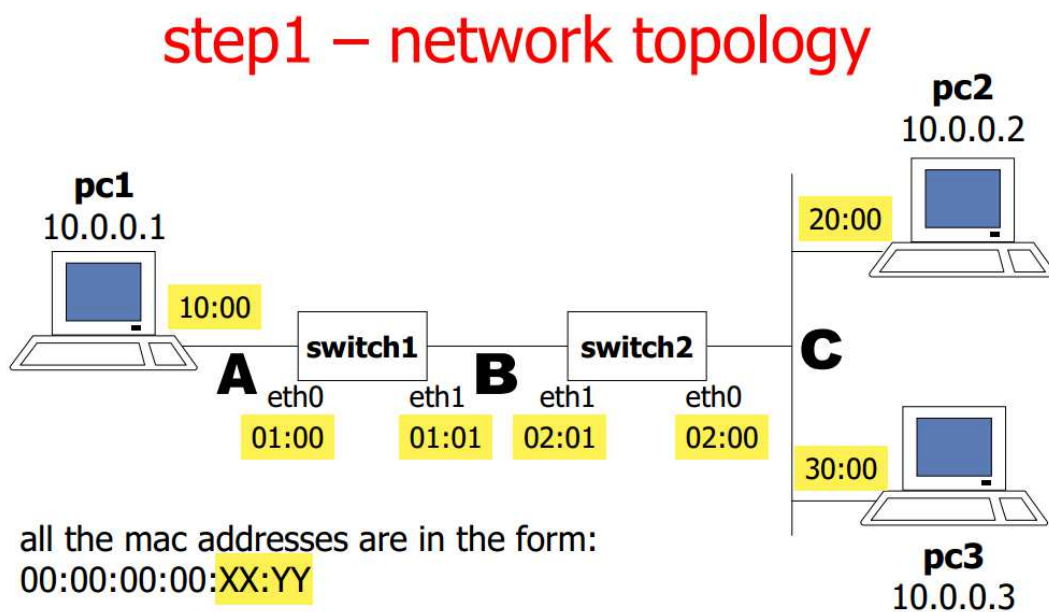 step1 – network topology
pc2
10.0.0.2
pc1
10.0.0.1
20:00
10:00
switch1
switch2
A
B
C
eth0
eth1
eth1
eth0
01:00
01:01
02:01
02:00
30:00
all the mac addresses are in the form:
00:00:00:00:XX:YY
pc3
10.0.0.3